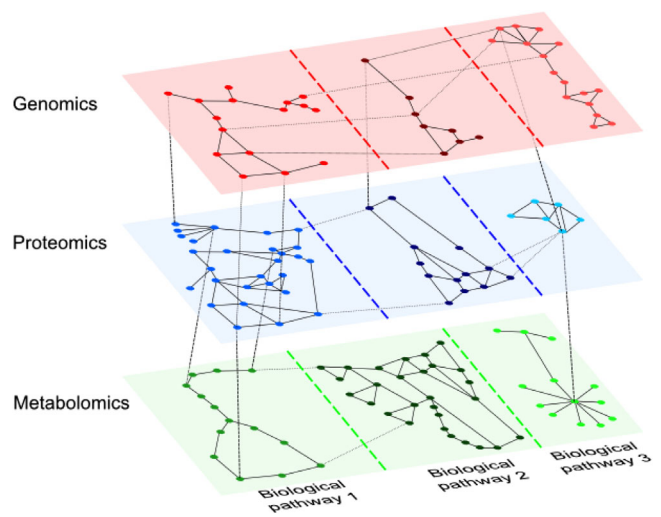 Genomics
Proteomics
Metabolomics
Biological
pathway 1
Biological
pathway 2
Biological
pathway 3